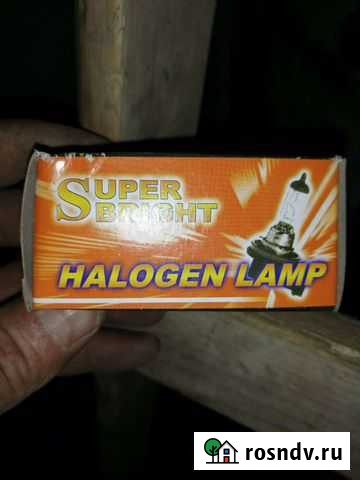 SUPER
BRIGHT
HALOGEN LAMP
rosndv.ru